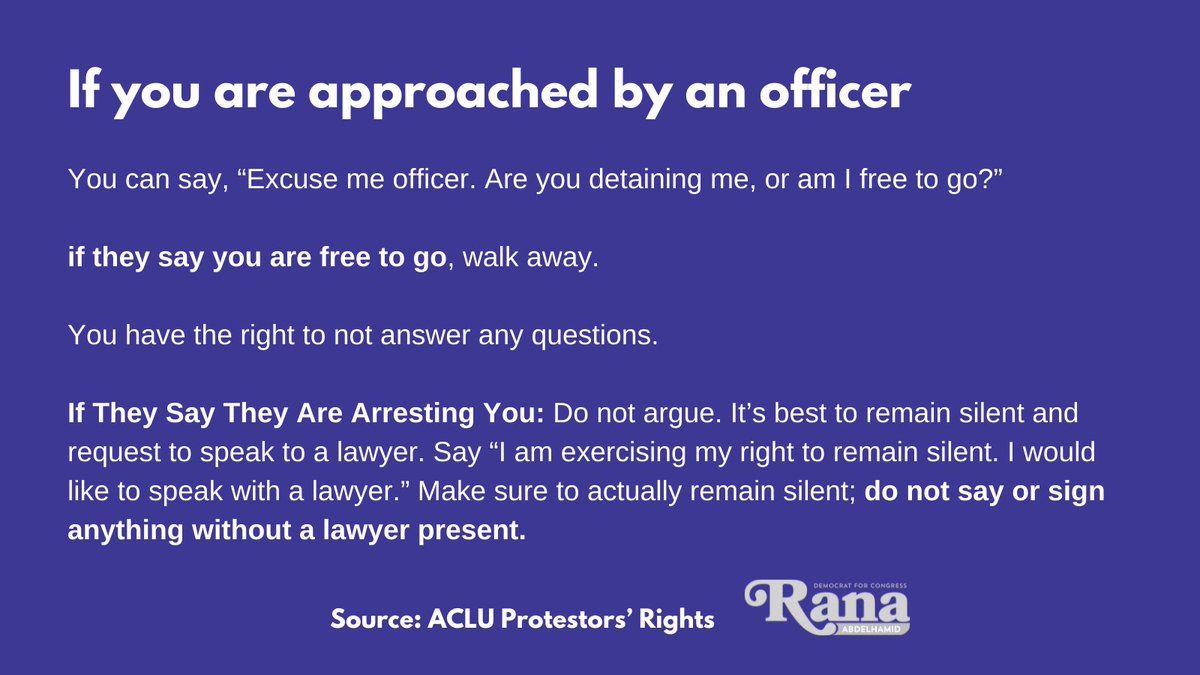 If you are approached by an officer
You can say, “Excuse me officer. Are you detaining me, or am I free to go?”
if they say you are free to go, walk away.
You have the right to not answer any questions.
If They Say They Are Arresting You: Do not argue. It’s best to remain silent and
request to speak to a lawyer. Say “I am exercising my right to remain silent. I would
like to speak with a lawyer.” Make sure to actually remain silent; do not say or sign
anything without a lawyer present.
Source: ACLU Protestors’ Rights
DEMOCRAT FOR CONGRESS
Rana
ABDELHAMID